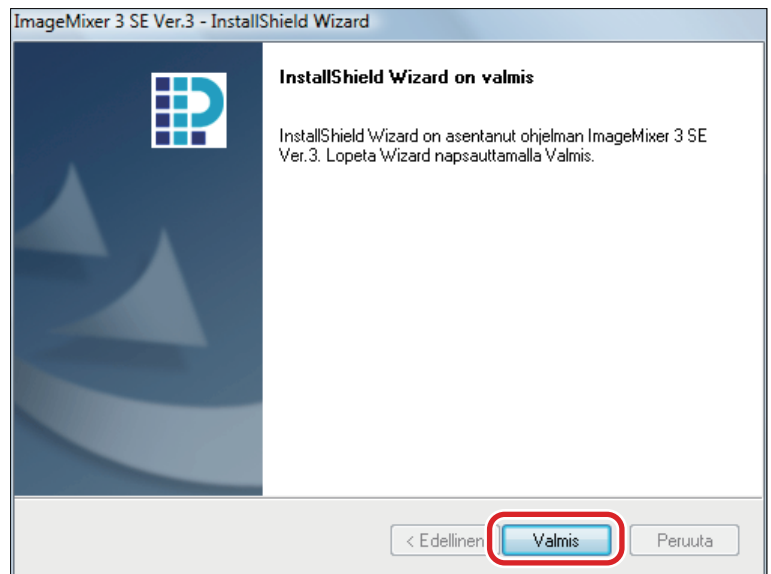 ImageMixer 3 SE Ver.3 - InstallShield Wizard
InstallShield Wizard on valmis
InstallShield Wizard on asentanut ohjelman ImageMixer 3 SE
Ver.3. Lopeta Wizard napsauttamalla Valmis.
< Edellinen
Valmis
Peruuta